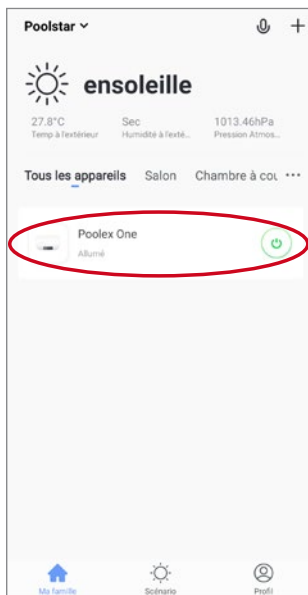 Poolstar
ensoleille
27.8°C Sec 1013.46hPa
Temp à l'extérieur Humidité à l'exté... Pression Atmos...
Tous les appareils Salon Chambre à cou ...
Poolex One
Allumé
Ma famille Scénario Profil